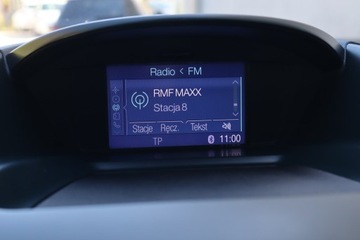 Radio < FM
RMF MAXX
Stacja 8
Stacje Ręcz. Tekst
TP 11:00